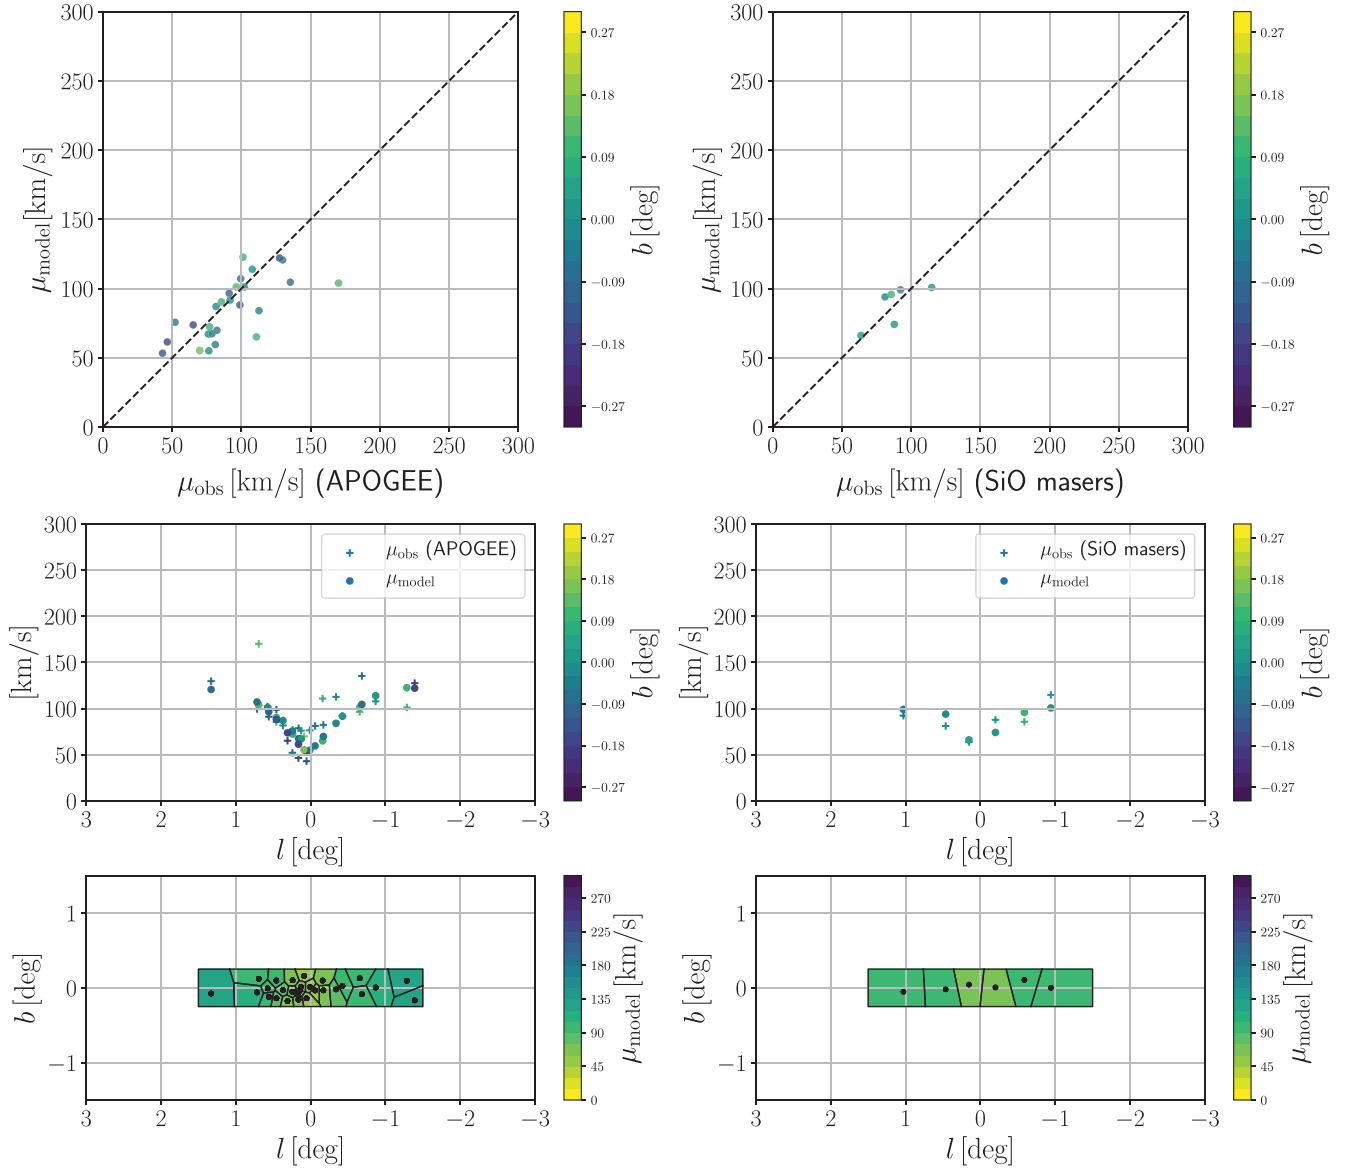 300
250
200
150
100
50
0
0 50 100 150 200 250 300
μmodel[km/s]
μobs [km/s] (APOGEE)
0.27
0.18
0.09
0.00
−0.09
−0.18
−0.27
b [deg]
300
250
200
150
100
50
0
0 50 100 150 200 250 300
μmodel[km/s]
μobs [km/s] (SiO masers)
0.27
0.18
0.09
0.00
−0.09
−0.18
−0.27
b [deg]
300
250
200
150
100
50
0
3 2 1 0 −1 −2 −3
[km/s]
l [deg]
μobs (APOGEE)
μmodel
0.27
0.18
0.09
0.00
−0.09
−0.18
−0.27
b [deg]
300
250
200
150
100
50
0
3 2 1 0 −1 −2 −3
[km/s]
l [deg]
μobs (SiO masers)
μmodel
0.27
0.18
0.09
0.00
−0.09
−0.18
−0.27
b [deg]
1
0
−1
3 2 1 0 −1 −2 −3
b [deg]
l [deg]
270
225
180
135
90
45
0
μmodel [km/s]
1
0
−1
3 2 1 0 −1 −2 −3
b [deg]
l [deg]
270
225
180
135
90
45
0
μmodel [km/s]